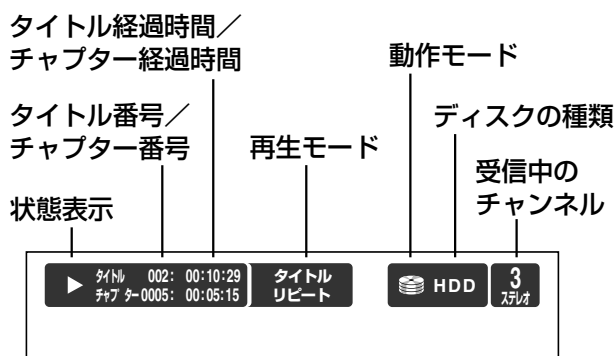 タイトル経過時間／
チャプター経過時間
動作モード
タイトル番号／
チャプター番号
再生モード
ディスクの種類
受信中の
チャンネル
状態表示
タイトル 002: 00:10:29
チャプター0005: 00:05:15
タイトル
リピート
HDD
3
ステレオ